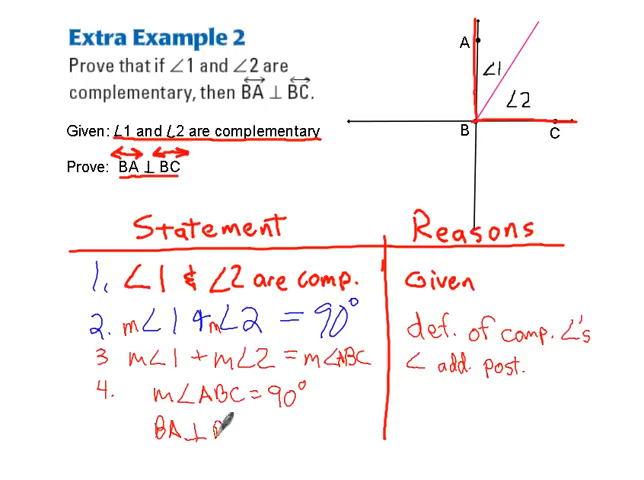 Extra Example 2
Prove that if ∠1 and ∠2 are
complementary, then BA ⊥ BC.
Given: ∠1 and ∠2 are complementary
Prove: BA ⊥ BC
A
∠1
∠2
B
C
Statement
Reasons
1. ∠1 & ∠2 are comp.
Given
2. m∠1 + m∠2 = 90°
def. of comp. ∠'s
3 m∠1 + m∠2 = m∠ABC
∠ add. post.
4. m∠ABC = 90°
BA ⊥